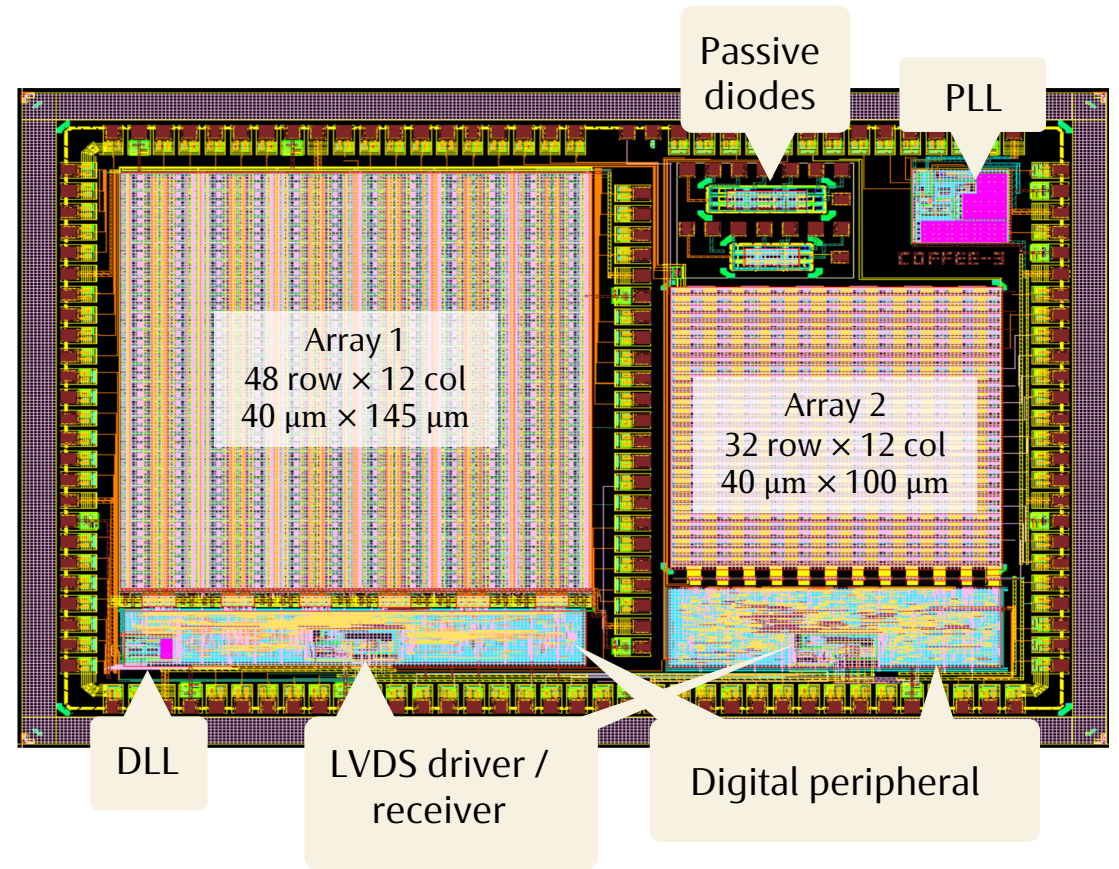 Passive
diodes
PLL
COFFEE-3
Array 1
48 row × 12 col
40 μm × 145 μm
Array 2
32 row × 12 col
40 μm × 100 μm
DLL
LVDS driver /
receiver
Digital peripheral